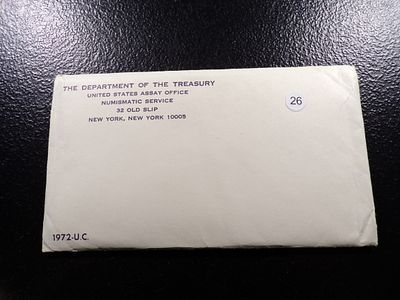 THE DEPARTMENT OF THE TREASURY
UNITED STATES ASSAY OFFICE
NUMISMATIC SERVICE
32 OLD SLIP
NEW YORK, NEW YORK 10005
26
1972-U.C.